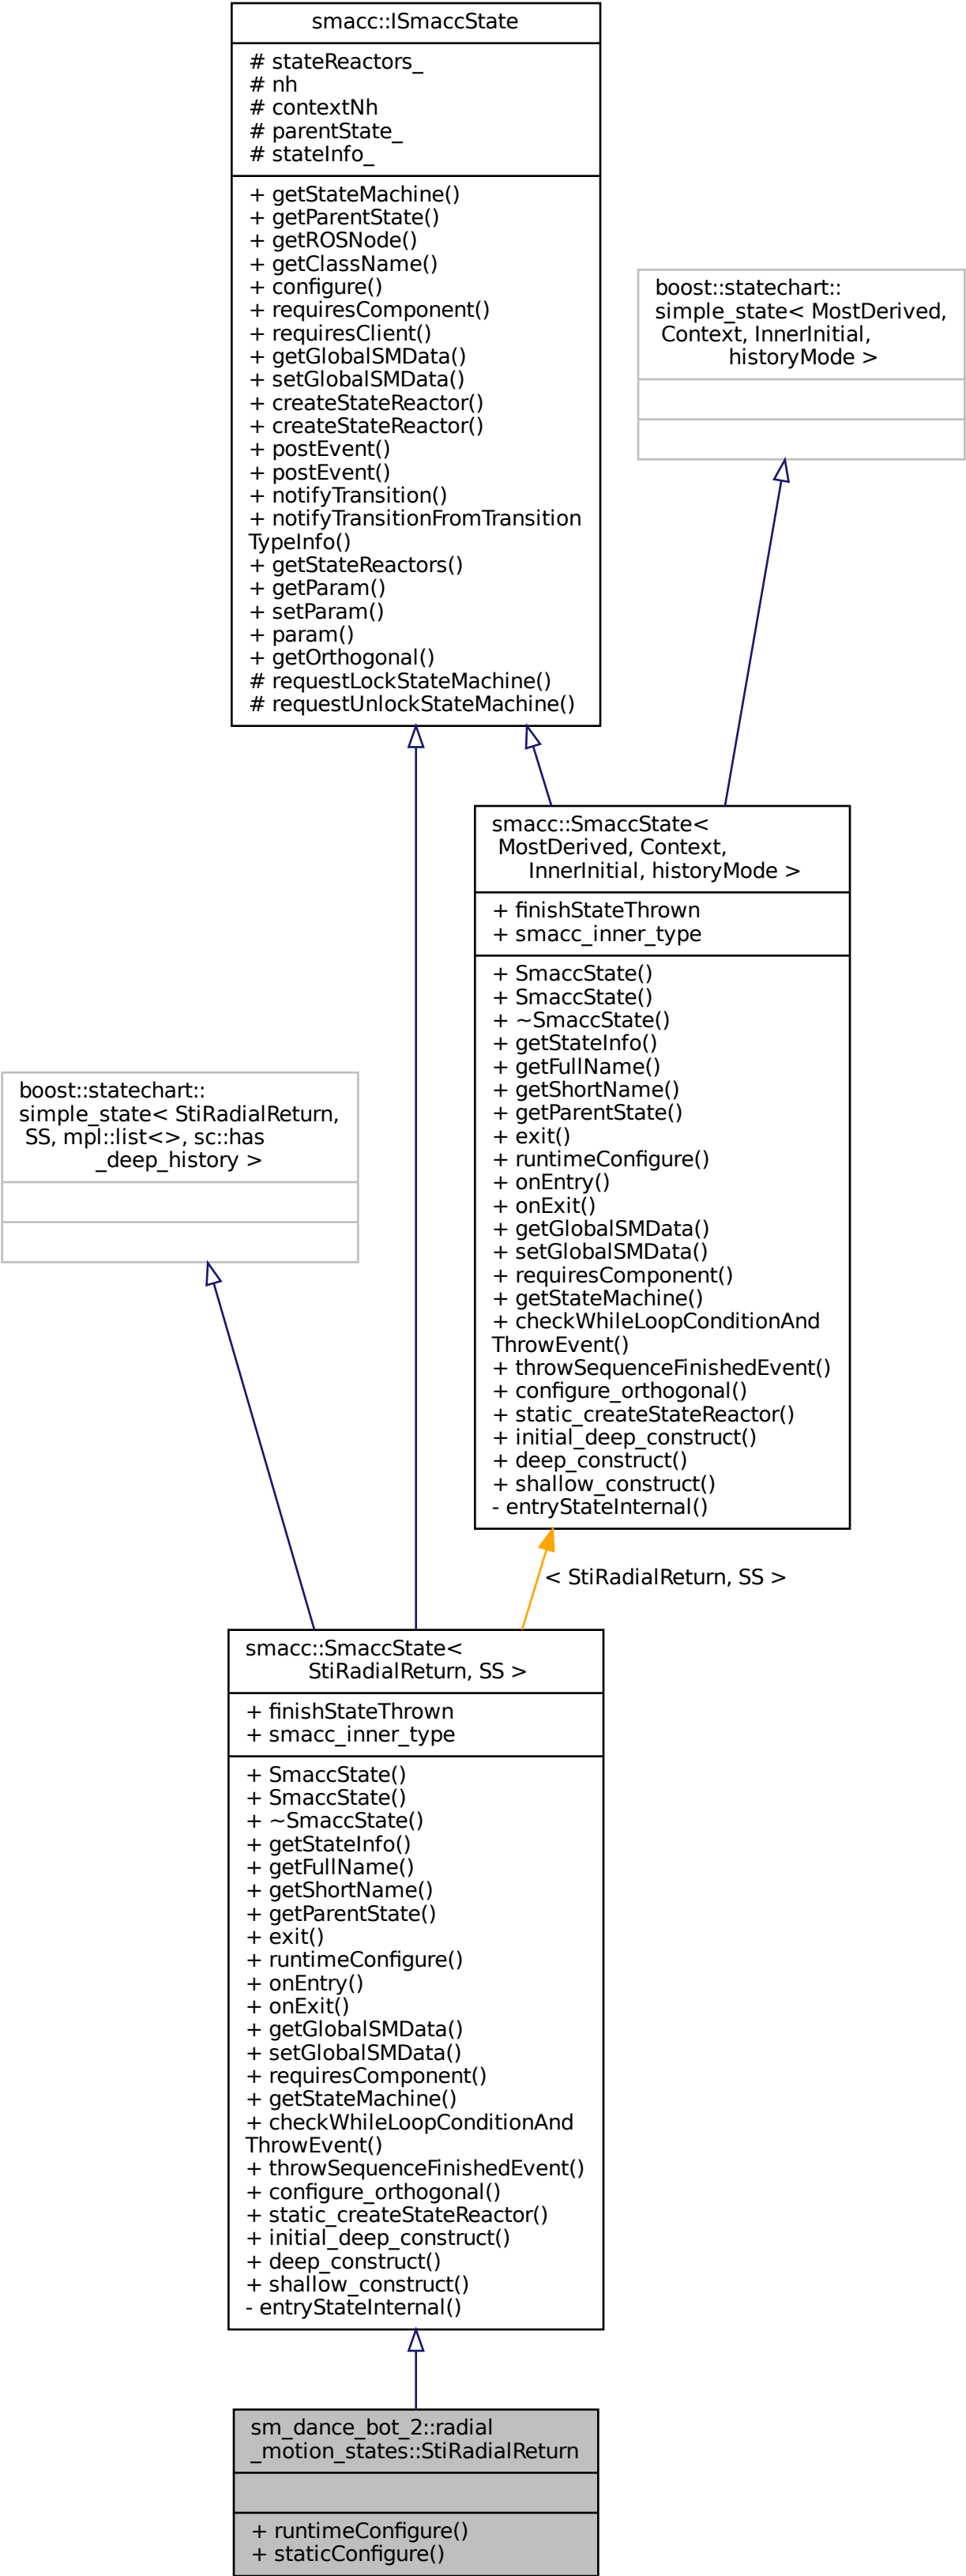 smacc::ISmaccState
# stateReactors_
# nh
# contextNh
# parentState_
# stateInfo_
+ getStateMachine()
+ getParentState()
+ getROSNode()
+ getClassName()
+ configure()
+ requiresComponent()
+ requiresClient()
+ getGlobalSMData()
+ setGlobalSMData()
+ createStateReactor()
+ createStateReactor()
+ postEvent()
+ postEvent()
+ notifyTransition()
+ notifyTransitionFromTransition
TypeInfo()
+ getStateReactors()
+ getParam()
+ setParam()
+ param()
+ getOrthogonal()
# requestLockStateMachine()
# requestUnlockStateMachine()
boost::statechart::
simple_state< MostDerived,
Context, InnerInitial,
historyMode >
smacc::SmaccState<
MostDerived, Context,
InnerInitial, historyMode >
+ finishStateThrown
+ smacc_inner_type
+ SmaccState()
+ SmaccState()
+ ~SmaccState()
+ getStateInfo()
+ getFullName()
+ getShortName()
+ getParentState()
+ exit()
+ runtimeConfigure()
+ onEntry()
+ onExit()
+ getGlobalSMData()
+ setGlobalSMData()
+ requiresComponent()
+ getStateMachine()
+ checkWhileLoopConditionAnd
ThrowEvent()
+ throwSequenceFinishedEvent()
+ configure_orthogonal()
+ static_createStateReactor()
+ initial_deep_construct()
+ deep_construct()
+ shallow_construct()
- entryStateInternal()
boost::statechart::
simple_state< StiRadialReturn,
SS, mpl::list<>, sc::has
_deep_history >
< StiRadialReturn, SS >
smacc::SmaccState<
StiRadialReturn, SS >
+ finishStateThrown
+ smacc_inner_type
+ SmaccState()
+ SmaccState()
+ ~SmaccState()
+ getStateInfo()
+ getFullName()
+ getShortName()
+ getParentState()
+ exit()
+ runtimeConfigure()
+ onEntry()
+ onExit()
+ getGlobalSMData()
+ setGlobalSMData()
+ requiresComponent()
+ getStateMachine()
+ checkWhileLoopConditionAnd
ThrowEvent()
+ throwSequenceFinishedEvent()
+ configure_orthogonal()
+ static_createStateReactor()
+ initial_deep_construct()
+ deep_construct()
+ shallow_construct()
- entryStateInternal()
sm_dance_bot_2::radial
_motion_states::StiRadialReturn
+ runtimeConfigure()
+ staticConfigure()